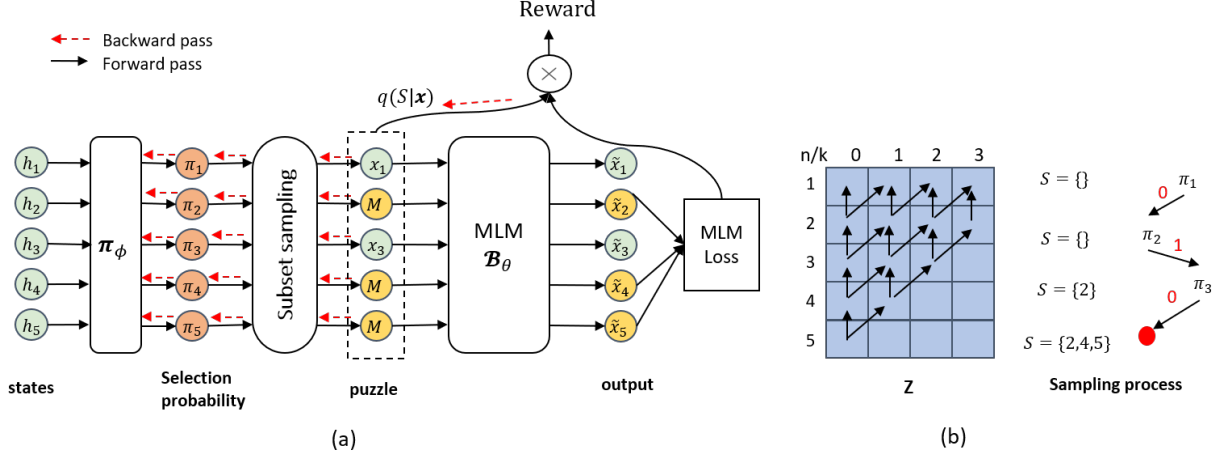 Reward
Backward pass
Forward pass
×
q(S|x)
h₁
π₁
x₁
x̃₁
h₂
π₂
M
x̃₂
h₃
π_ϕ
π₃
Subset sampling
x₃
MLM
ℬ_θ
x̃₃
MLM
Loss
h₄
π₄
M
x̃₄
h₅
π₅
M
x̃₅
states
Selection
probability
puzzle
output
(a)
n/k
0 1 2 3
1
2
3
4
5
Z
S = {}
0
π₁
S = {}
π₂
1
S = {2}
0
π₃
S = {2,4,5}
Sampling process
(b)